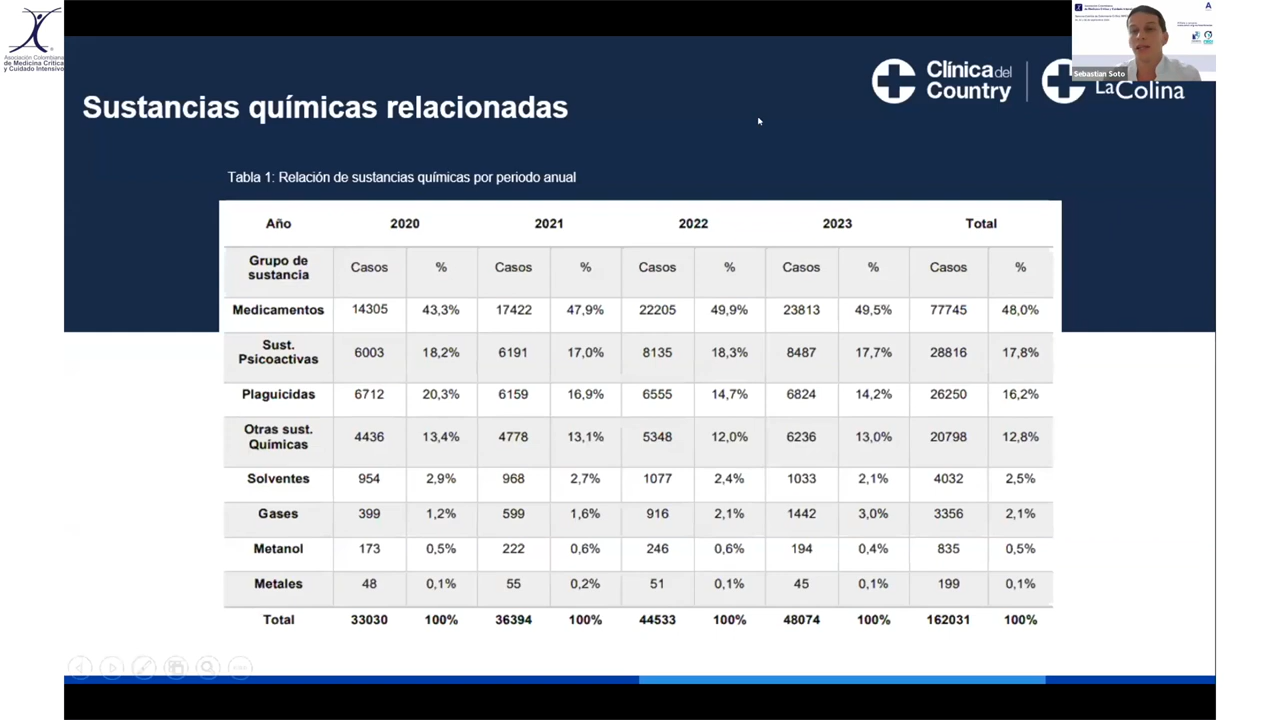 Asociación Colombiana
de Medicina Crítica
y Cuidado Intensivo
Sebastian Soto
Clínica del
Country
LaColina
Sustancias químicas relacionadas
Tabla 1: Relación de sustancias químicas por periodo anual
Año 2020 2021 2022 2023 Total
Grupo de
sustancia Casos % Casos % Casos % Casos % Casos %
Medicamentos 14305 43,3% 17422 47,9% 22205 49,9% 23813 49,5% 77745 48,0%
Sust.
Psicoactivas 6003 18,2% 6191 17,0% 8135 18,3% 8487 17,7% 28816 17,8%
Plaguicidas 6712 20,3% 6159 16,9% 6555 14,7% 6824 14,2% 26250 16,2%
Otras sust.
Químicas 4436 13,4% 4778 13,1% 5348 12,0% 6236 13,0% 20798 12,8%
Solventes 954 2,9% 968 2,7% 1077 2,4% 1033 2,1% 4032 2,5%
Gases 399 1,2% 599 1,6% 916 2,1% 1442 3,0% 3356 2,1%
Metanol 173 0,5% 222 0,6% 246 0,6% 194 0,4% 835 0,5%
Metales 48 0,1% 55 0,2% 51 0,1% 45 0,1% 199 0,1%
Total 33030 100% 36394 100% 44533 100% 48074 100% 162031 100%